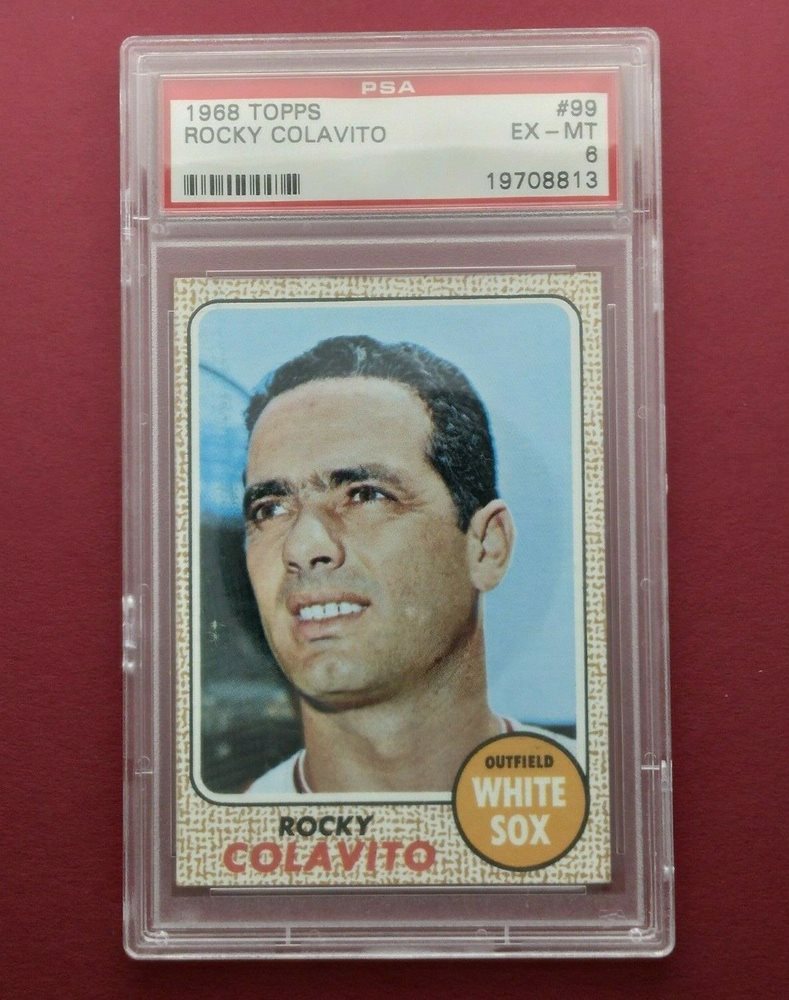 PSA
1968 TOPPS #99
ROCKY COLAVITO EX-MT
6
19708813
OUTFIELD
WHITE
SOX
ROCKY
COLAVITO